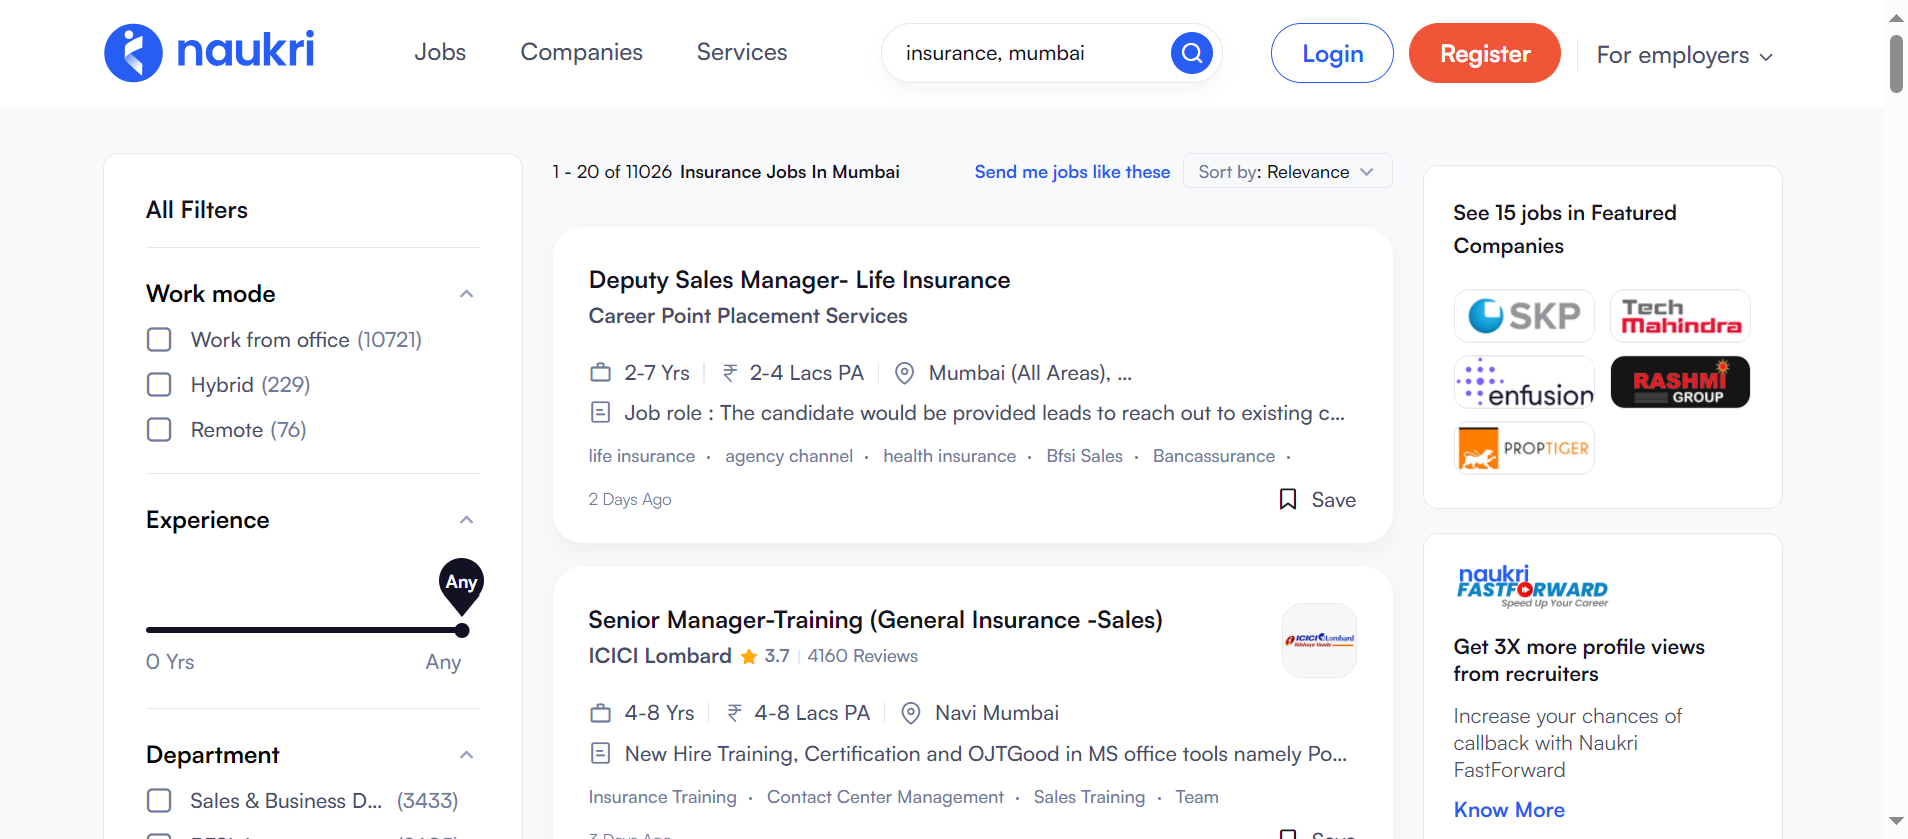 naukri
Jobs
Companies
Services
insurance, mumbai
Login
Register
For employers
All Filters
Work mode
Work from office (10721)
Hybrid (229)
Remote (76)
Experience
Any
0 Yrs
Any
Department
Sales & Business D... (3433)
1 - 20 of 11026 Insurance Jobs In Mumbai
Send me jobs like these
Sort by: Relevance
Deputy Sales Manager- Life Insurance
Career Point Placement Services
2-7 Yrs
₹ 2-4 Lacs PA
Mumbai (All Areas), ...
Job role : The candidate would be provided leads to reach out to existing c...
life insurance · agency channel · health insurance · Bfsi Sales · Bancassurance ·
2 Days Ago
Save
Senior Manager-Training (General Insurance -Sales)
ICICI Lombard 3.7 4160 Reviews
ICICI Lombard
Nibhaye Vaade
4-8 Yrs
₹ 4-8 Lacs PA
Navi Mumbai
New Hire Training, Certification and OJTGood in MS office tools namely Po...
Insurance Training · Contact Center Management · Sales Training · Team
3 Days Ago
Save
See 15 jobs in Featured
Companies
SKP
Tech
Mahindra
enfusion
RASHMI
GROUP
PROPTIGER
naukri
FASTFORWARD
Speed Up Your Career
Get 3X more profile views
from recruiters
Increase your chances of
callback with Naukri
FastForward
Know More